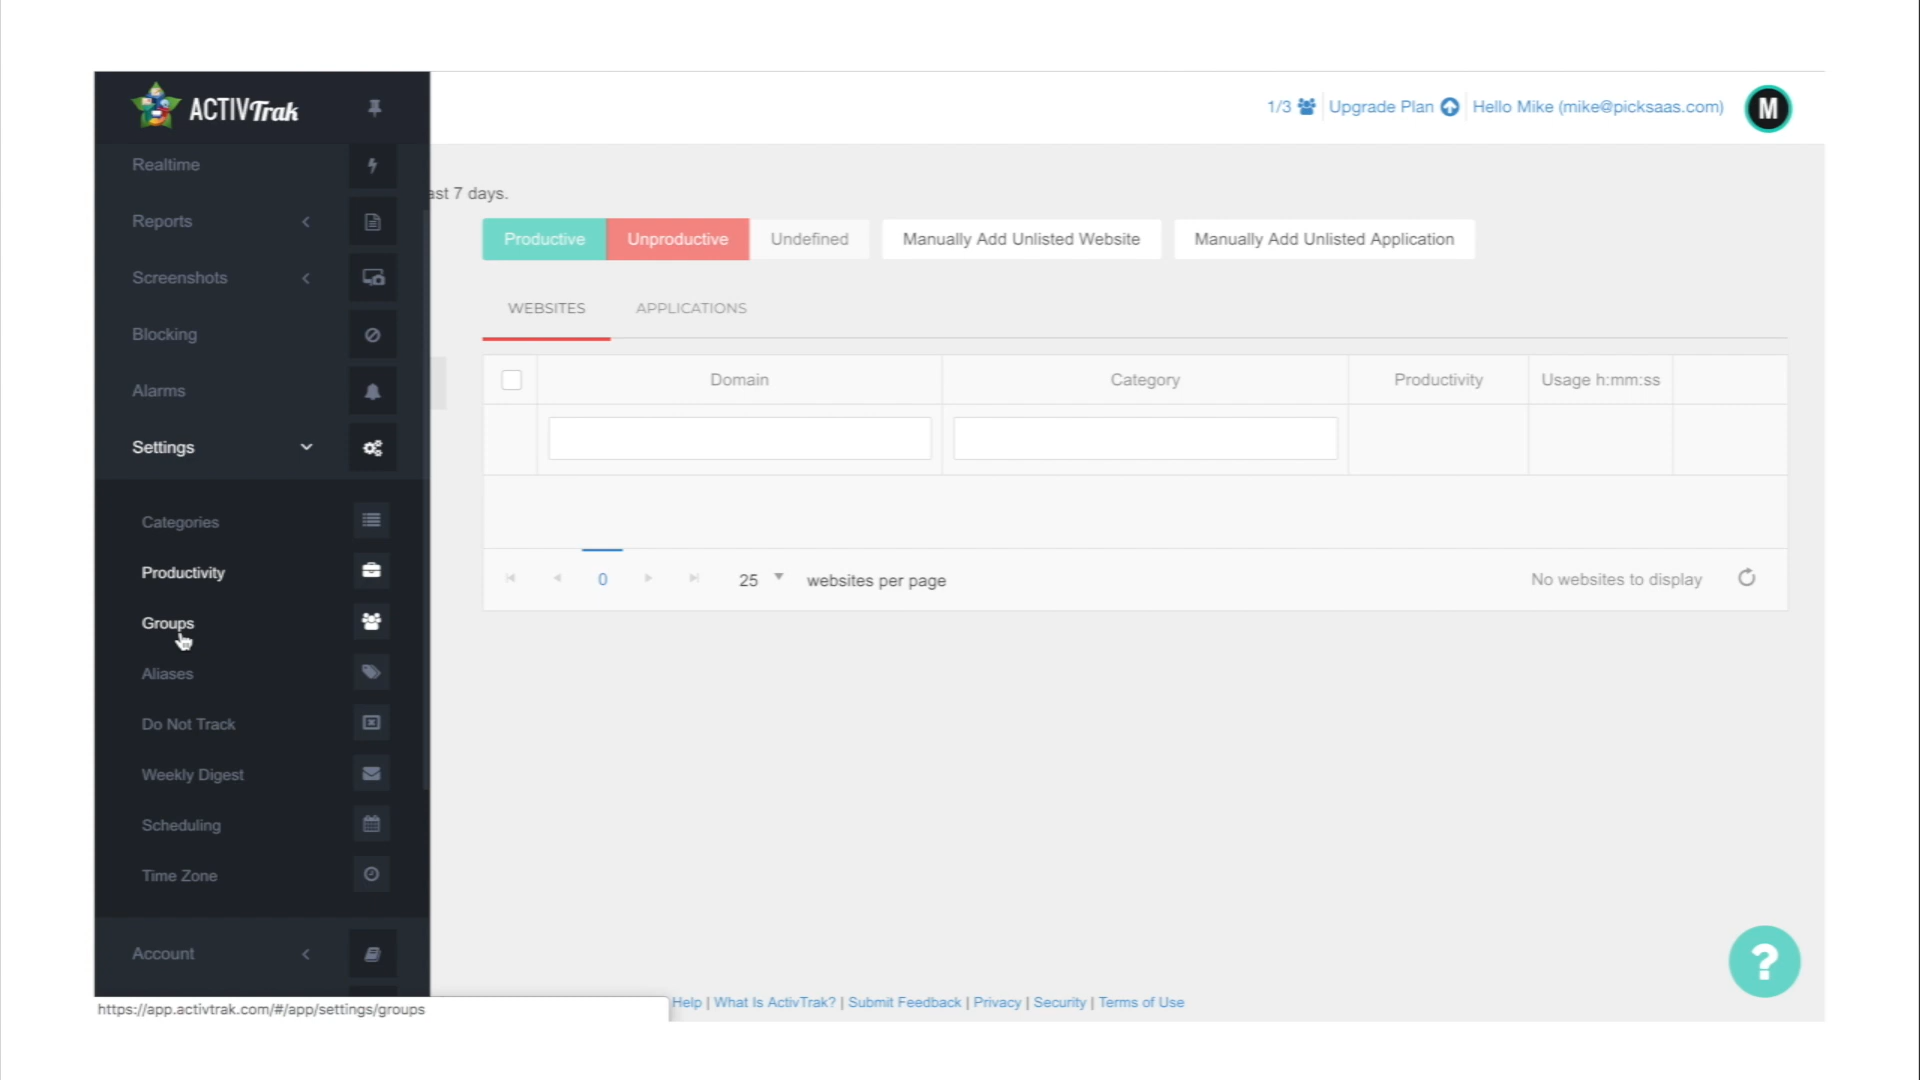 ACTIVTrak
1/3
Upgrade Plan
Hello Mike (mike@picksaas.com)
M
Realtime
Reports
Screenshots
Blocking
Alarms
Settings
Categories
Productivity
Groups
Aliases
Do Not Track
Weekly Digest
Scheduling
Time Zone
Account
https://app.activtrak.com/#/app/settings/groups
ast 7 days.
Productive
Unproductive
Undefined
Manually Add Unlisted Website
Manually Add Unlisted Application
WEBSITES
APPLICATIONS
Domain
Category
Productivity
Usage h:mm:ss
0
25
websites per page
No websites to display
?
Help | What Is ActivTrak? | Submit Feedback | Privacy | Security | Terms of Use